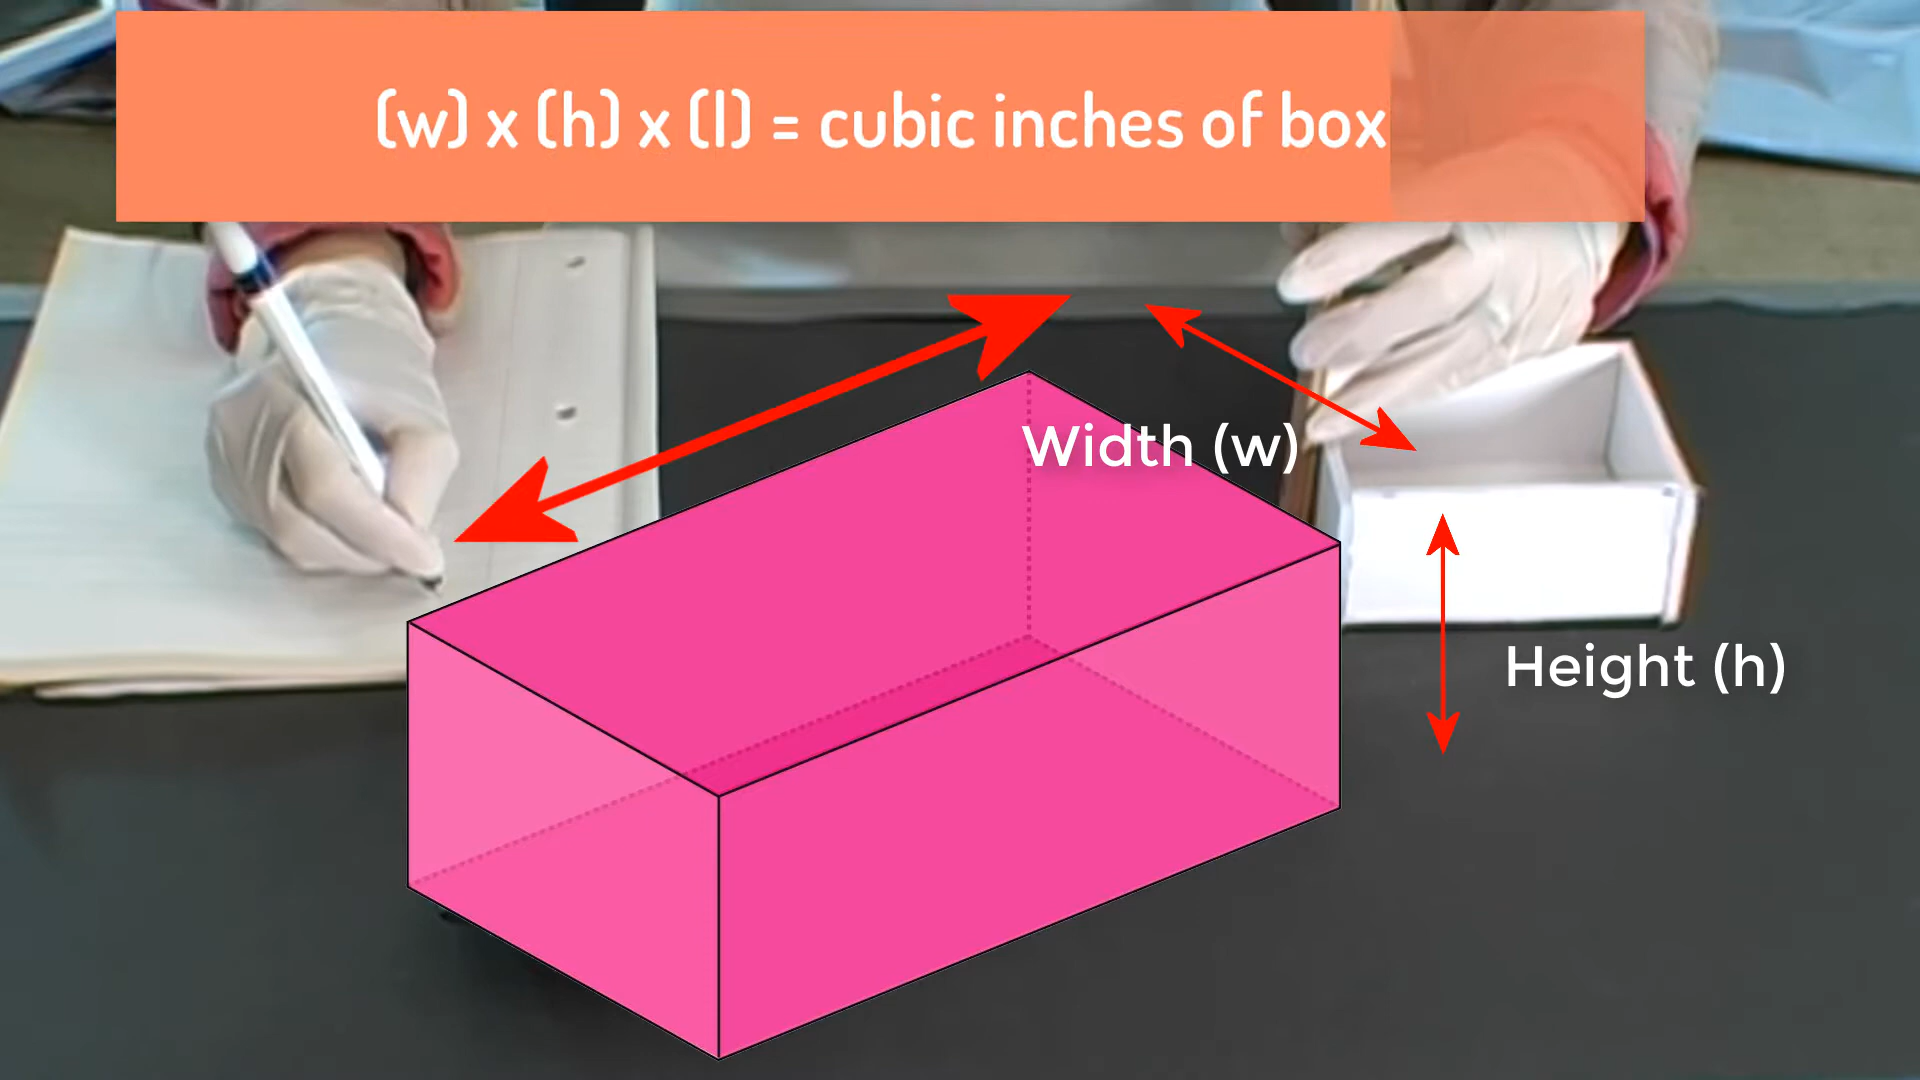 (w) x (h) x (l) = cubic inches of box
Width (w)
Height (h)